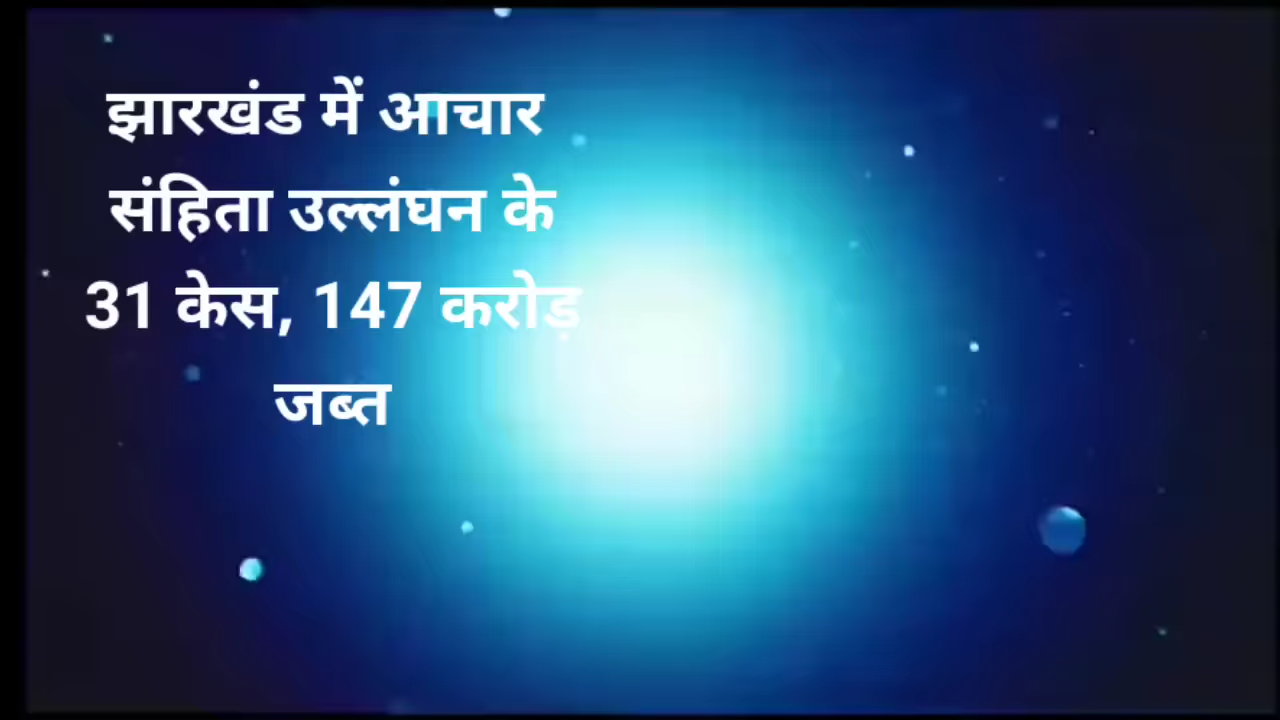 झारखंड में आचार
संहिता उल्लंघन के
31 केस, 147 करोड़
जब्त